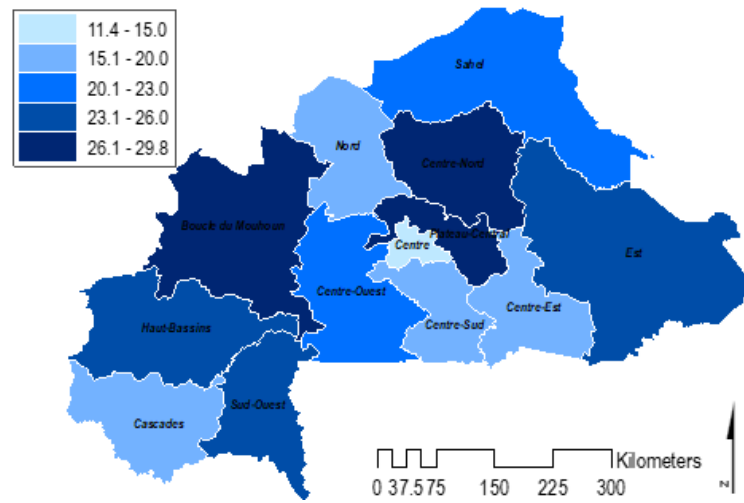 11.4 - 15.0
15.1 - 20.0
20.1 - 23.0
23.1 - 26.0
26.1 - 29.8
Sahel
Nord
Centre-Nord
Boucle du Mouhoun
Plateau-Central
Centre
Est
Centre-Ouest
Centre-Est
Centre-Sud
Haut-Bassins
Sud-Ouest
Cascades
Kilometers
0 37.5 75 150 225 300
N